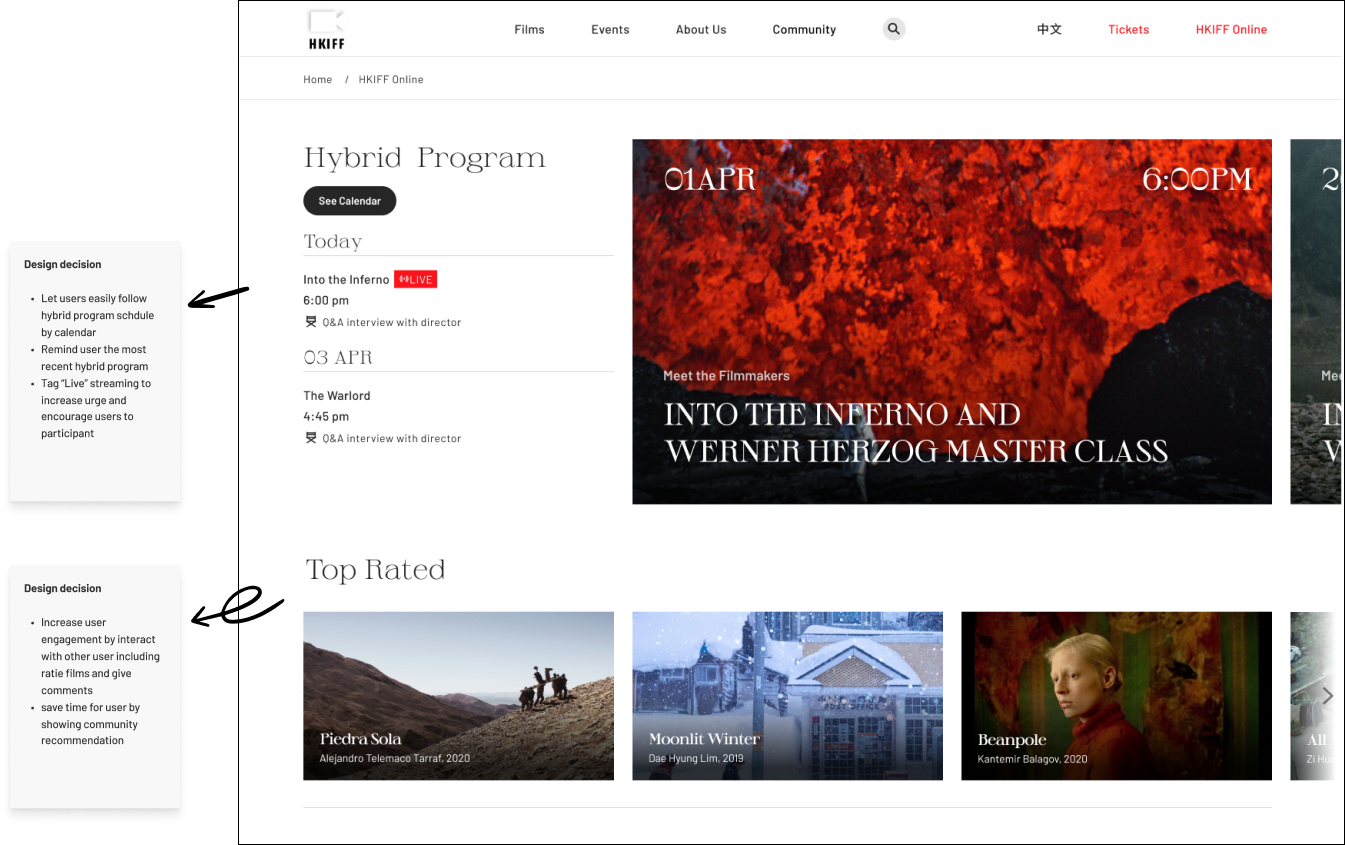 HKIFF
Films
Events
About Us
Community
中文
Tickets
HKIFF Online
Home / HKIFF Online
Hybrid Program
See Calendar
Today
Into the Inferno LIVE
6:00 pm
Q&A interview with director
03 APR
The Warlord
4:45 pm
Q&A interview with director
01APR
6:00PM
Meet the Filmmakers
INTO THE INFERNO AND
WERNER HERZOG MASTER CLASS
2
Mee
IN
W
Design decision
• Let users easily follow
hybrid program schdule
by calendar
• Remind user the most
recent hybrid program
• Tag “Live” streaming to
increase urge and
encourage users to
participant
Top Rated
Piedra Sola
Alejandro Telemaco Tarraf, 2020
POST OFFICE
Moonlit Winter
Dae Hyung Lim, 2019
Beanpole
Kantemir Balagov, 2020
All
Zi Hu
Design decision
• Increase user
engagement by interact
with other user including
ratie films and give
comments
• save time for user by
showing community
recommendation